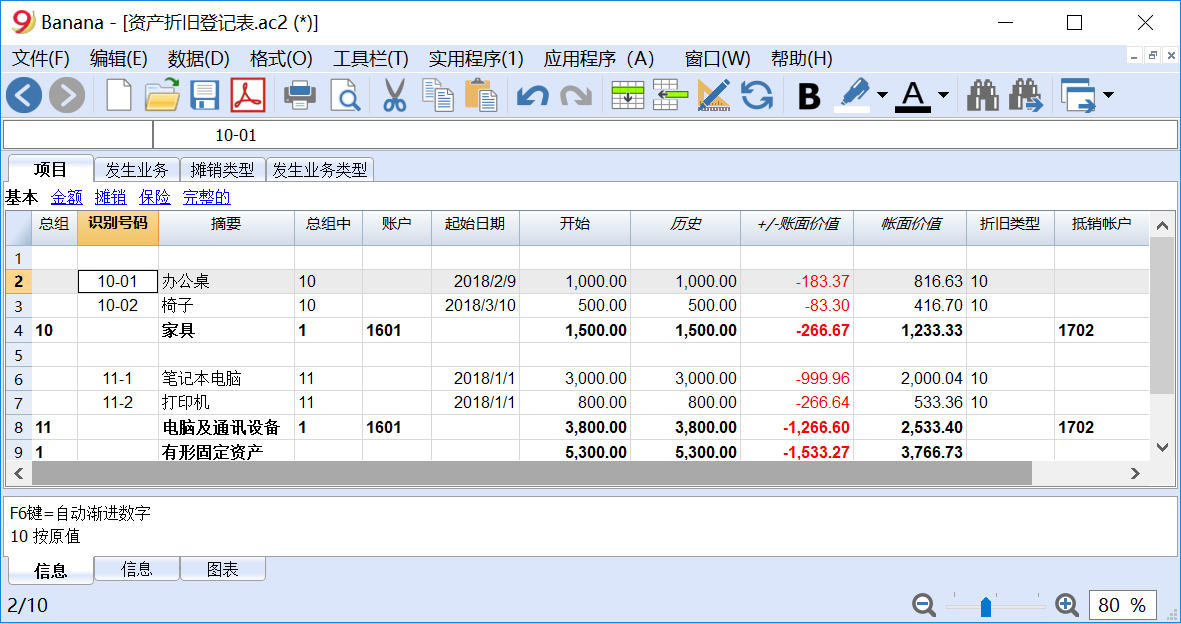 Banana - [资产折旧登记表.ac2 (*)]
文件(F) 编辑(E) 数据(D) 格式(O) 工具栏(T) 实用程序(1) 应用程序（A） 窗口(W) 帮助(H)
B A
10-01
项目 发生业务 摊销类型 发生业务类型
基本 金额 摊销 保险 完整的
总组 识别号码 摘要 总组中 账户 起始日期 开始 历史 +/-账面价值 帐面价值 折旧类型 抵销帐户
1
2 10-01 办公桌 10 2018/2/9 1,000.00 1,000.00 -183.37 816.63 10
3 10-02 椅子 10 2018/3/10 500.00 500.00 -83.30 416.70 10
4 10 家具 1 1601 1,500.00 1,500.00 -266.67 1,233.33 1702
5
6 11-1 笔记本电脑 11 2018/1/1 3,000.00 3,000.00 -999.96 2,000.04 10
7 11-2 打印机 11 2018/1/1 800.00 800.00 -266.64 533.36 10
8 11 电脑及通讯设备 1 1601 3,800.00 3,800.00 -1,266.60 2,533.40 1702
9 1 有形固定资产 5,300.00 5,300.00 -1,533.27 3,766.73
F6键=自动渐进数字
10 按原值
信息 信息 图表
2/10 80 %